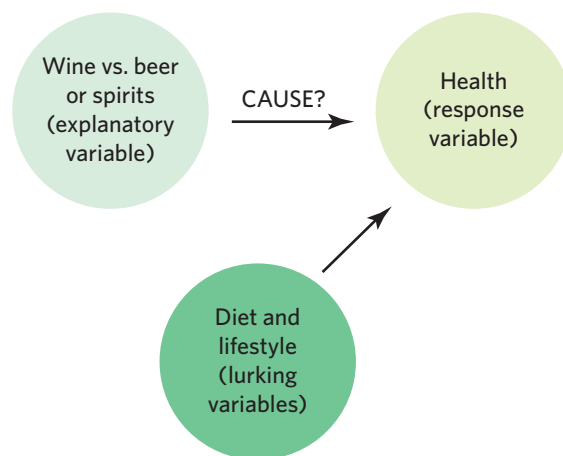 Wine vs. beer
or spirits
(explanatory
variable)
CAUSE?
Health
(response
variable)
Diet and
lifestyle
(lurking
variables)